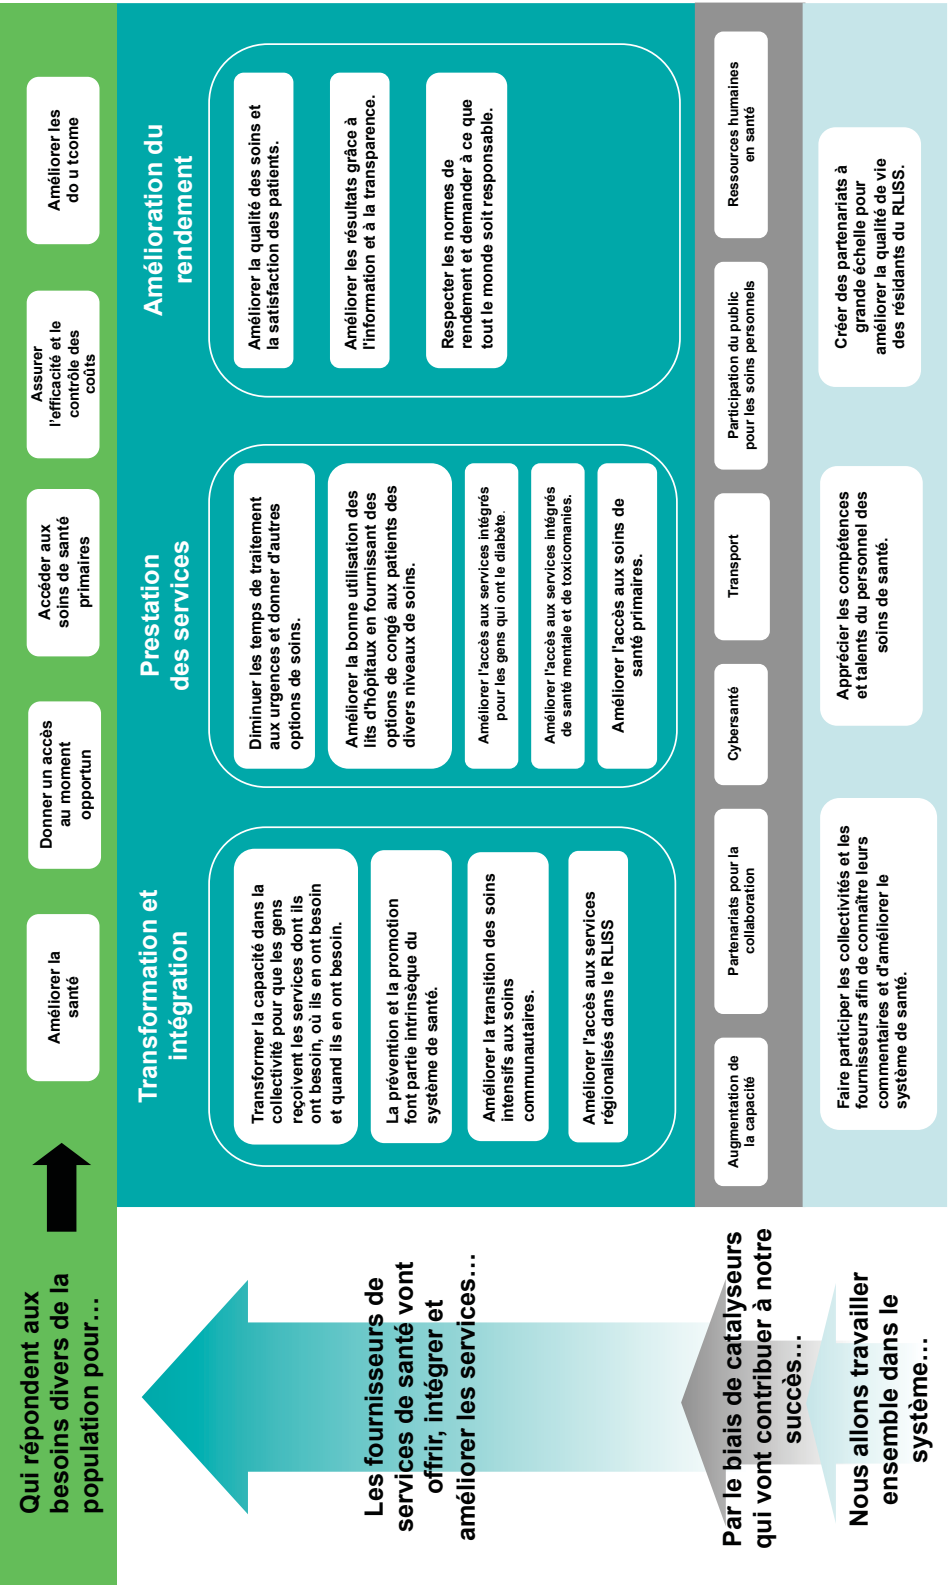 Qui répondent aux
besoins divers de la
population pour…
Améliorer la
santé
Donner un accès
au moment
opportun
Accéder aux
soins de santé
primaires
Assurer
l'efficacité et le
contrôle des
coûts
Améliorer les
do u tcome
Les fournisseurs de
services de santé vont
offrir, intégrer et
améliorer les services…
Transformation et
intégration
Transformer la capacité dans la
collectivité pour que les gens
reçoivent les services dont ils
ont besoin, où ils en ont besoin
et quand ils en ont besoin.
La prévention et la promotion
font partie intrinsèque du
système de santé.
Améliorer la transition des soins
intensifs aux soins
communautaires.
Améliorer l'accès aux services
régionalisés dans le RLISS
Prestation
des services
Diminuer les temps de traitement
aux urgences et donner d'autres
options de soins.
Améliorer la bonne utilisation des
lits d'hôpitaux en fournissant des
options de congé aux patients des
divers niveaux de soins.
Améliorer l'accès aux services intégrés
pour les gens qui ont le diabète.
Améliorer l'accès aux services intégrés
de santé mentale et de toxicomanies.
Améliorer l'accès aux soins de
santé primaires.
Amélioration du
rendement
Améliorer la qualité des soins et
la satisfaction des patients.
Améliorer les résultats grâce à
l'information et à la transparence.
Respecter les normes de
rendement et demander à ce que
tout le monde soit responsable.
Par le biais de catalyseurs
qui vont contribuer à notre
succès…
Augmentation de
la capacité
Partenariats pour la
collaboration
Cybersanté
Transport
Participation du public
pour les soins personnels
Ressources humaines
en santé
Nous allons travailler
ensemble dans le
système…
Faire participer les collectivités et les
fournisseurs afin de connaître leurs
commentaires et d'améliorer le
système de santé.
Apprécier les compétences
et talents du personnel des
soins de santé.
Créer des partenariats à
grande échelle pour
améliorer la qualité de vie
des résidants du RLISS.